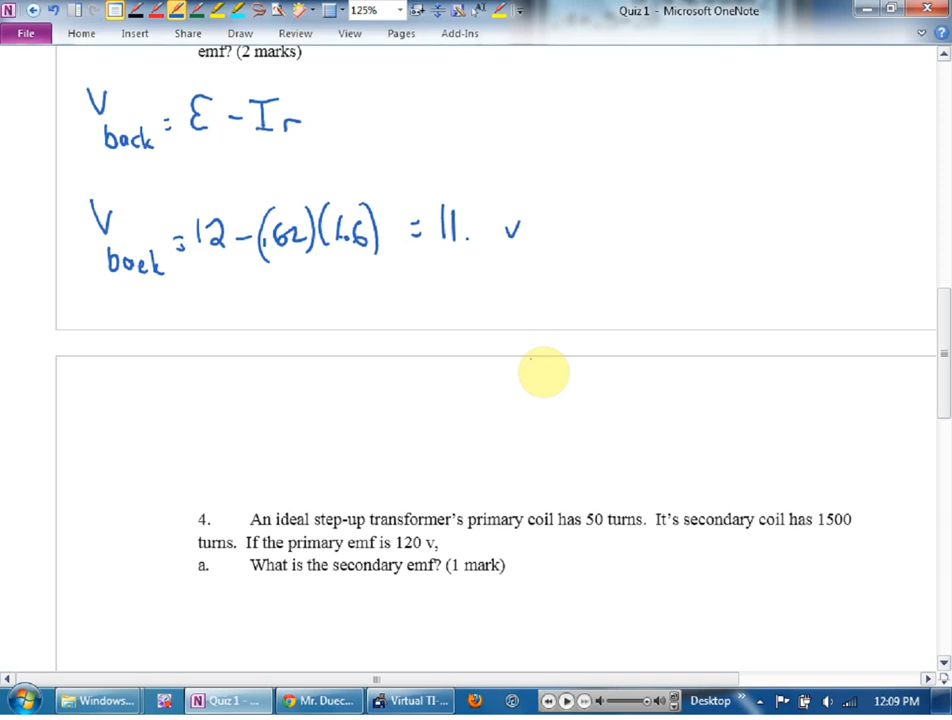 Quiz 1 - Microsoft OneNote
125%
File Home Insert Share Draw Review View Pages Add-Ins
emf? (2 marks)
V back = ℰ - Ir
V back = 12 - (.62)(1.6) = 11. v
4. An ideal step-up transformer's primary coil has 50 turns. It's secondary coil has 1500
turns. If the primary emf is 120 v,
a. What is the secondary emf? (1 mark)
Windows... Quiz 1 - ... Mr. Duec... Virtual TI-... Desktop 12:09 PM